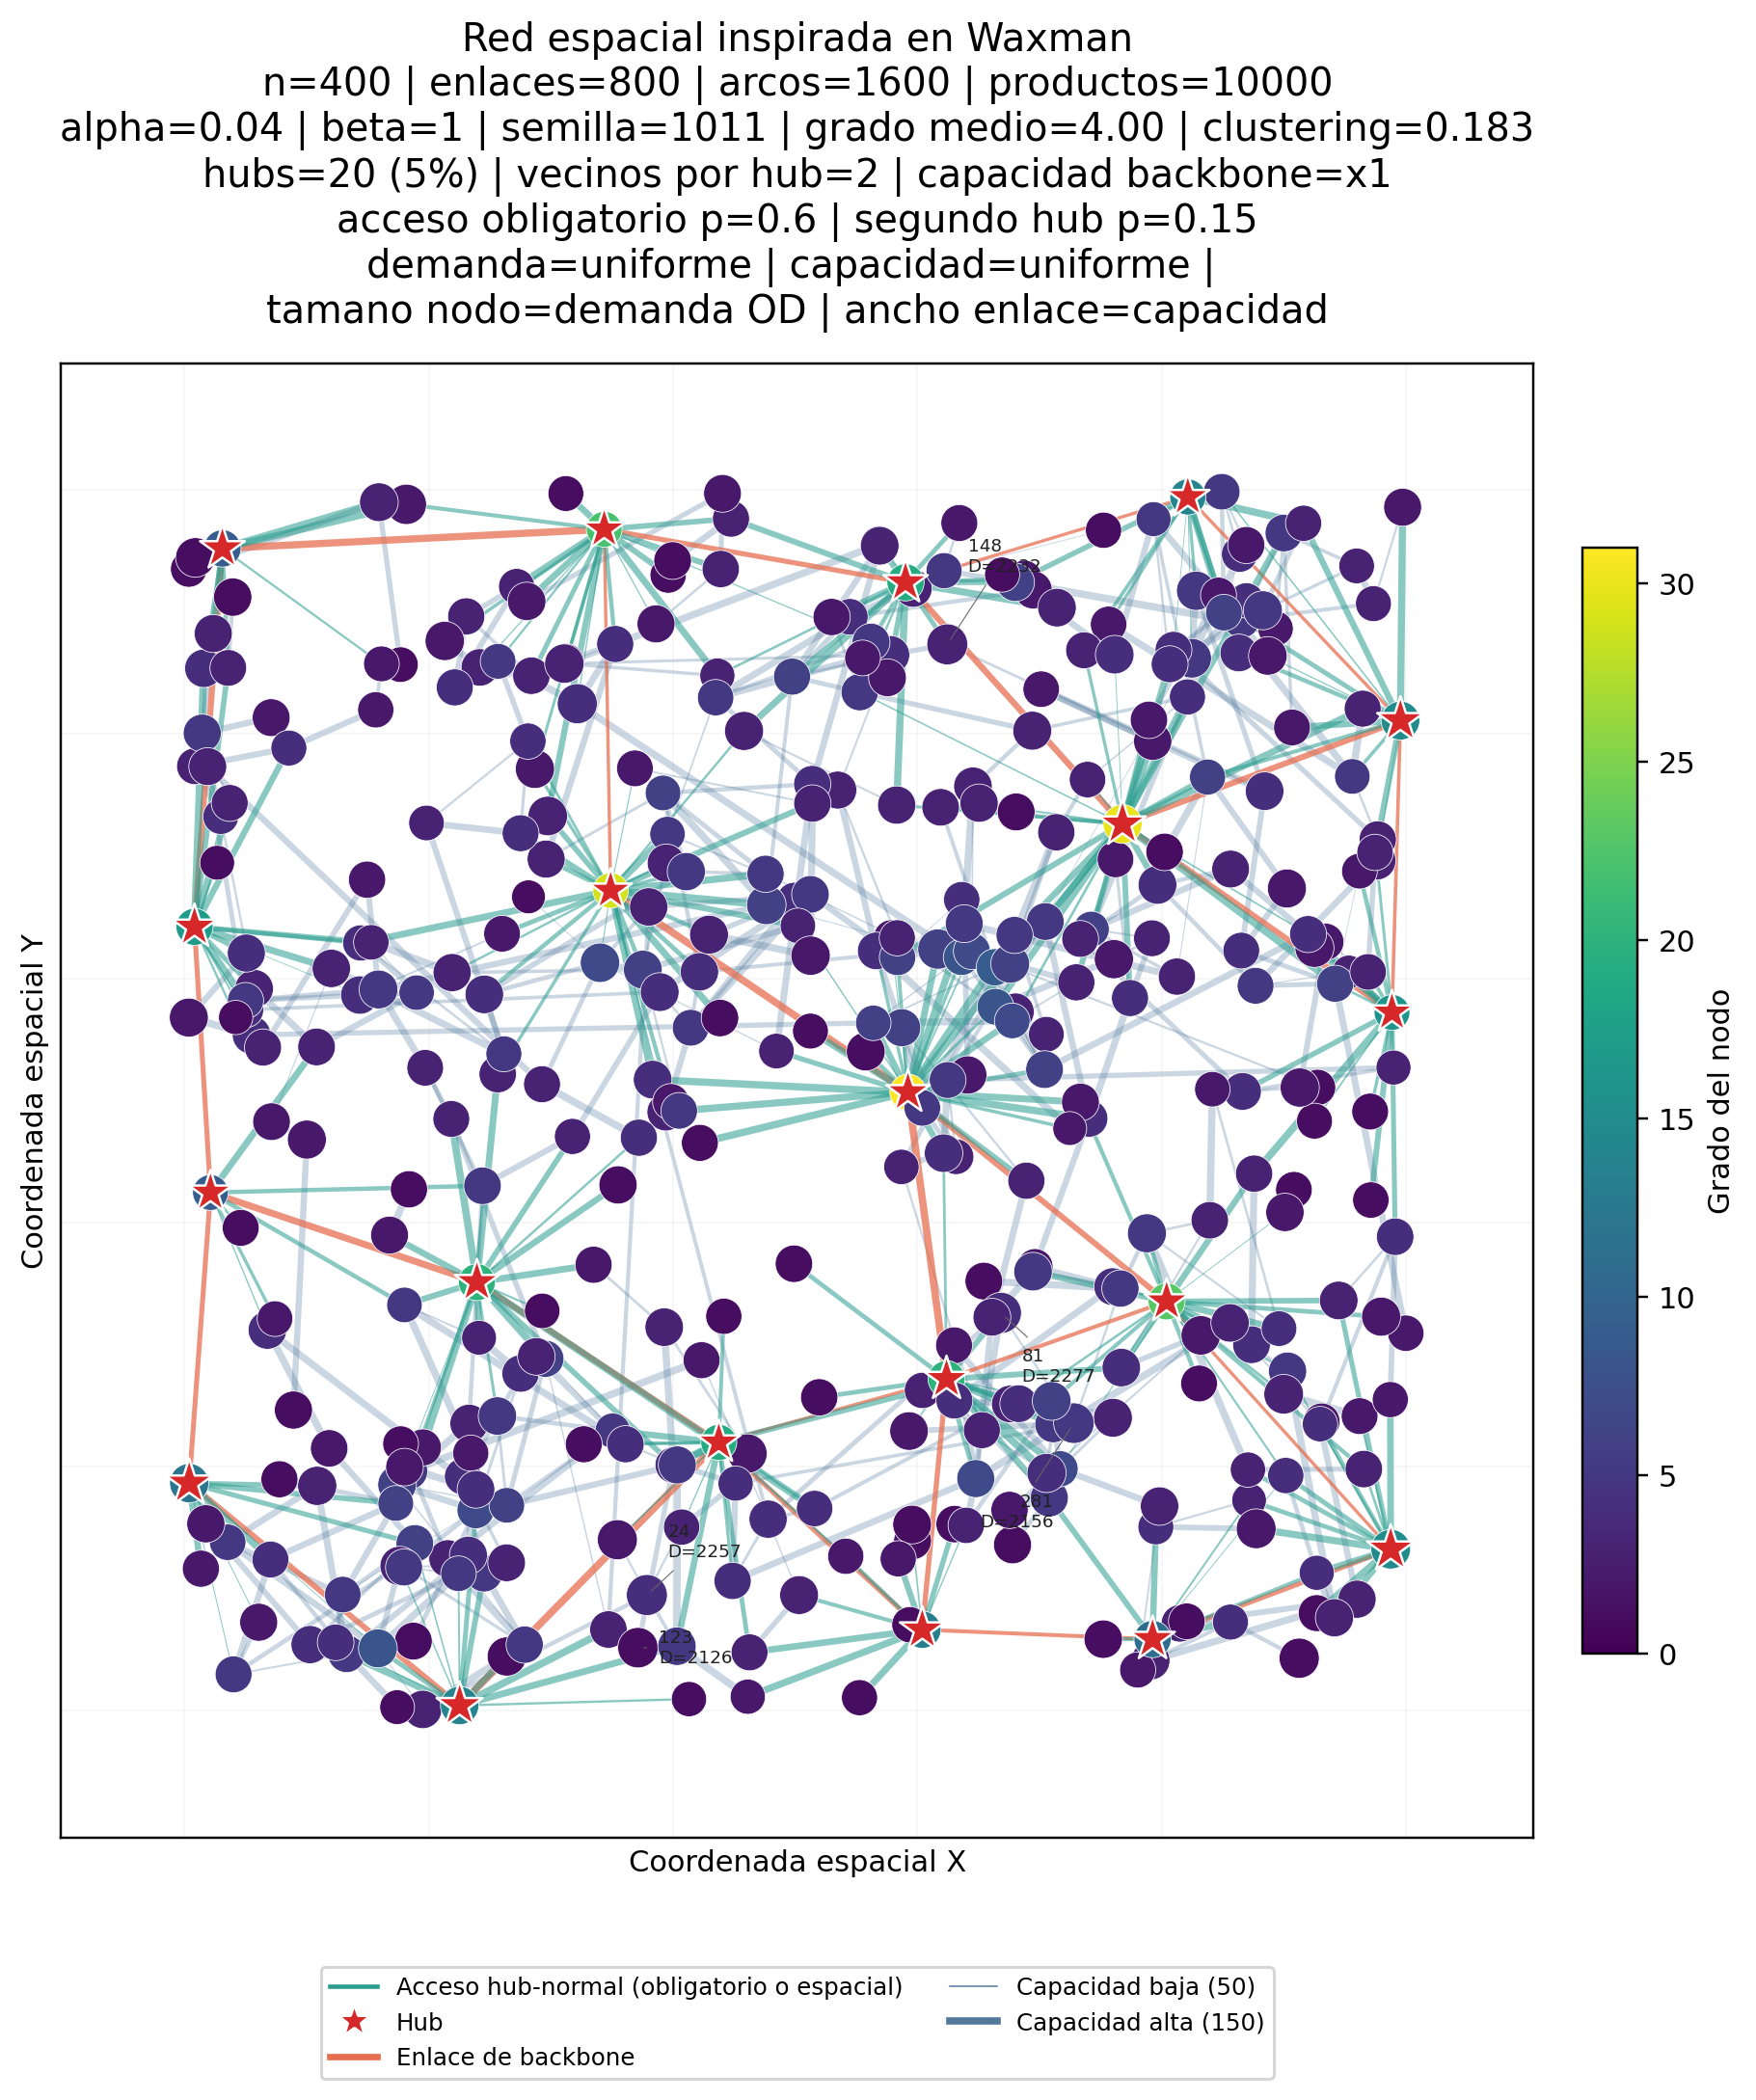 Red espacial inspirada en Waxman
n=400 | enlaces=800 | arcos=1600 | productos=10000
alpha=0.04 | beta=1 | semilla=1011 | grado medio=4.00 | clustering=0.183
hubs=20 (5%) | vecinos por hub=2 | capacidad backbone=x1
acceso obligatorio p=0.6 | segundo hub p=0.15
demanda=uniforme | capacidad=uniforme |
tamano nodo=demanda OD | ancho enlace=capacidad
148
D=2232
81
D=2277
281
D=2156
24
D=2257
123
D=2126
Coordenada espacial Y
Coordenada espacial X
30
25
20
15
10
5
0
Grado del nodo
Acceso hub-normal (obligatorio o espacial)
Hub
Enlace de backbone
Capacidad baja (50)
Capacidad alta (150)